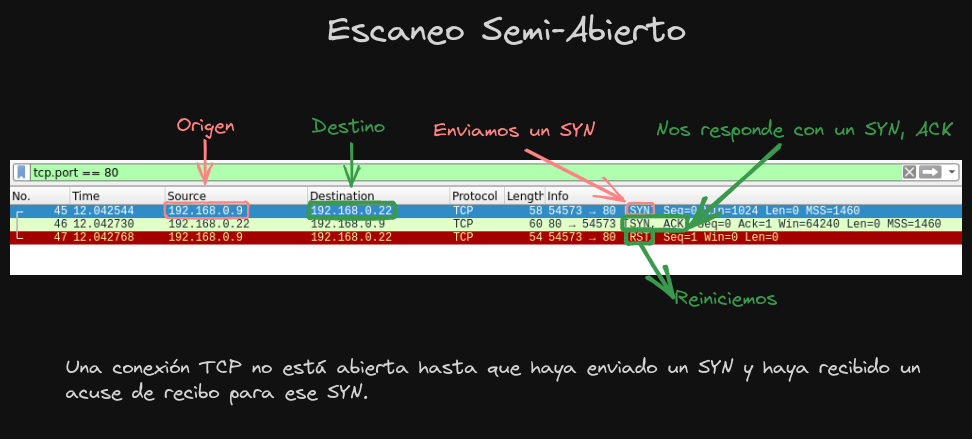 Escaneo Semi-Abierto
Origen
Destino
Enviamos un SYN
Nos responde con un SYN, ACK
tcp.port == 80
No. Time Source Destination Protocol Length Info
45 12.042544 192.168.0.9 192.168.0.22 TCP 58 54573 → 80 [SYN] Seq=0 Win=1024 Len=0 MSS=1460
46 12.042730 192.168.0.22 192.168.0.9 TCP 60 80 → 54573 [SYN, ACK] Seq=0 Ack=1 Win=64240 Len=0 MSS=1460
47 12.042768 192.168.0.9 192.168.0.22 TCP 54 54573 → 80 [RST] Seq=1 Win=0 Len=0
Reiniciemos
Una conexión TCP no está abierta hasta que haya enviado un SYN y haya recibido un
acuse de recibo para ese SYN.